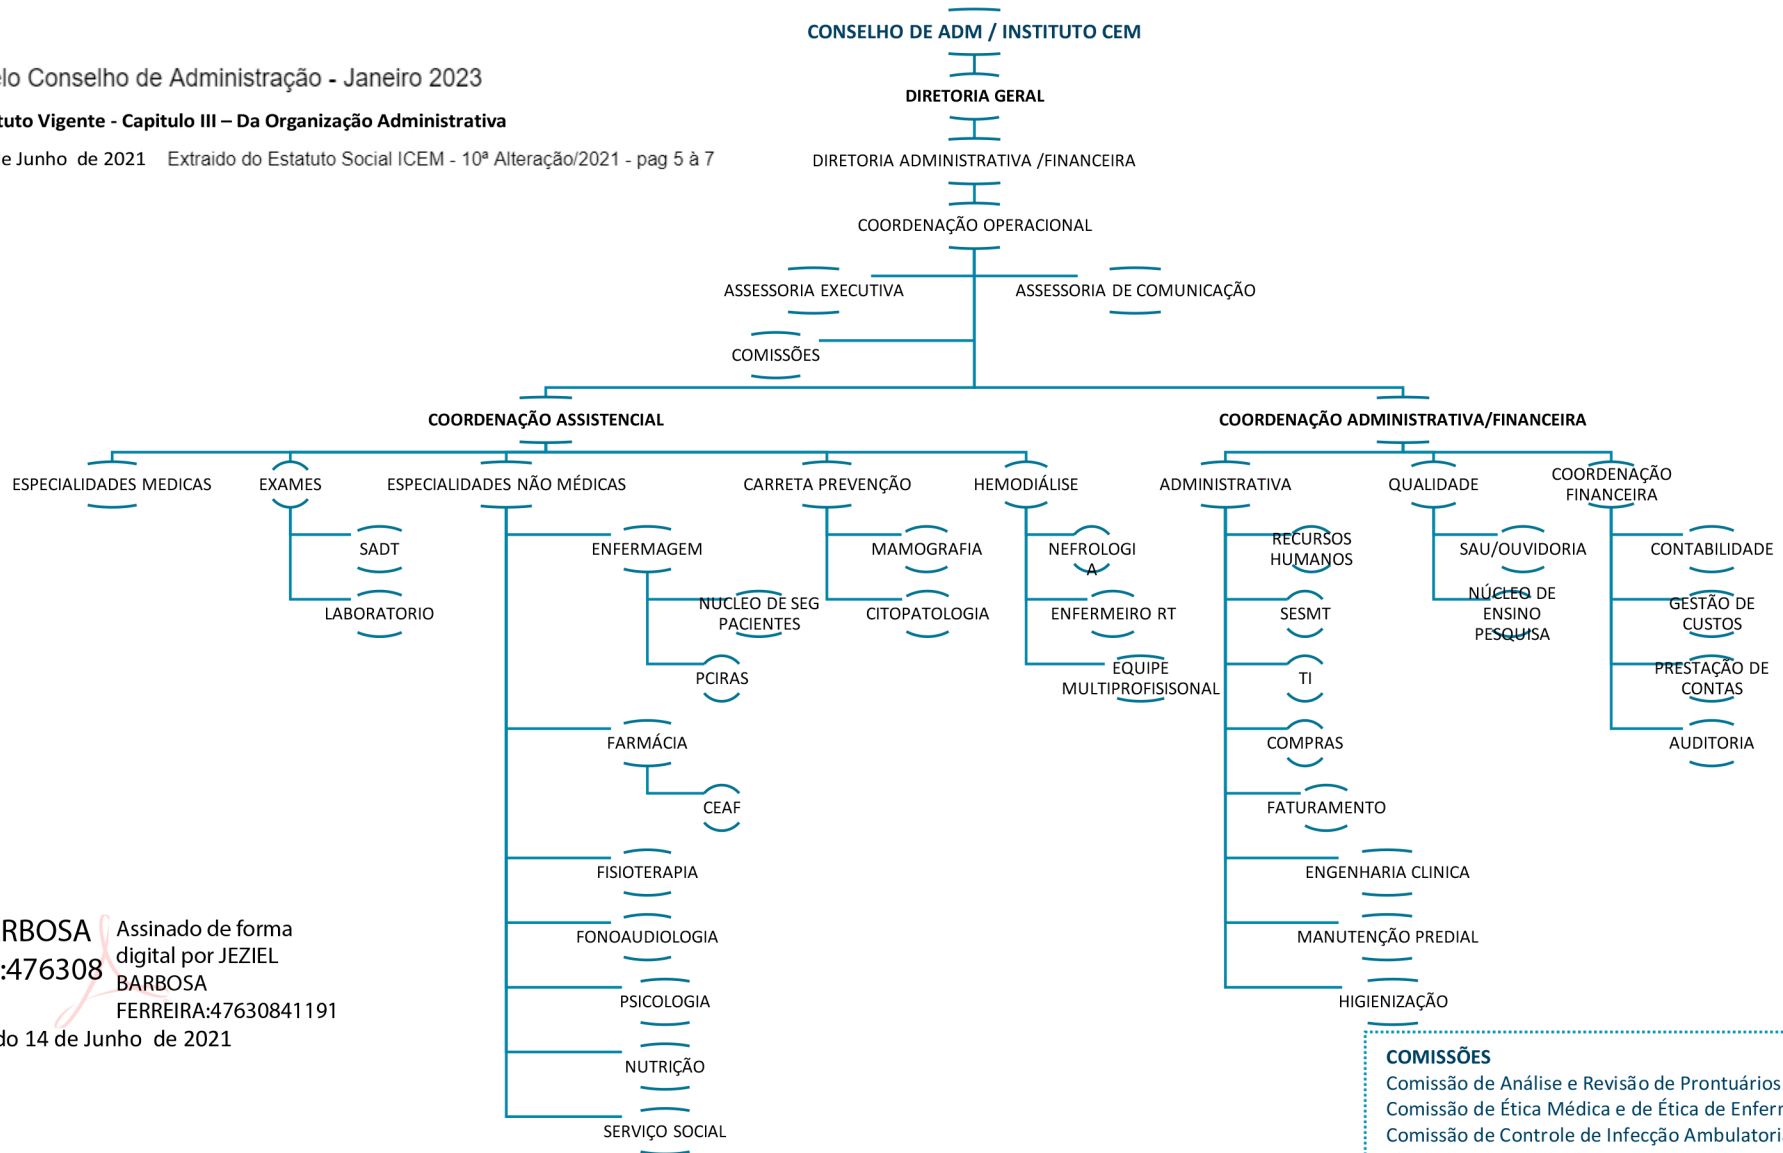 CONSELHO DE ADM / INSTITUTO CEM
elo Conselho de Administração - Janeiro 2023
DIRETORIA GERAL
tuto Vigente - Capitulo III – Da Organização Administrativa
de Junho de 2021 Extraido do Estatuto Social ICEM - 10ª Alteração/2021 - pag 5 à 7
DIRETORIA ADMINISTRATIVA /FINANCEIRA
COORDENAÇÃO OPERACIONAL
ASSESSORIA EXECUTIVA
ASSESSORIA DE COMUNICAÇÃO
COMISSÕES
COORDENAÇÃO ASSISTENCIAL
COORDENAÇÃO ADMINISTRATIVA/FINANCEIRA
ESPECIALIDADES MEDICAS
EXAMES
ESPECIALIDADES NÃO MÉDICAS
CARRETA PREVENÇÃO
HEMODIÁLISE
ADMINISTRATIVA
QUALIDADE
COORDENAÇÃO
FINANCEIRA
SADT
LABORATORIO
ENFERMAGEM
NUCLEO DE SEG
PACIENTES
PCIRAS
FARMÁCIA
CEAF
FISIOTERAPIA
FONOAUDIOLOGIA
PSICOLOGIA
NUTRIÇÃO
SERVIÇO SOCIAL
MAMOGRAFIA
CITOPATOLOGIA
NEFROLOGI
A
ENFERMEIRO RT
EQUIPE
MULTIPROFISISONAL
RECURSOS
HUMANOS
SESMT
TI
COMPRAS
FATURAMENTO
ENGENHARIA CLINICA
MANUTENÇÃO PREDIAL
HIGIENIZAÇÃO
SAU/OUVIDORIA
NÚCLEO DE
ENSINO
PESQUISA
CONTABILIDADE
GESTÃO DE
CUSTOS
PRESTAÇÃO DE
CONTAS
AUDITORIA
RBOSA
:476308
Assinado de forma
digital por JEZIEL
BARBOSA
FERREIRA:47630841191
do 14 de Junho de 2021
COMISSÕES
Comissão de Análise e Revisão de Prontuários
Comissão de Ética Médica e de Ética de Enfer
Comissão de Controle de Infecção Ambulatori